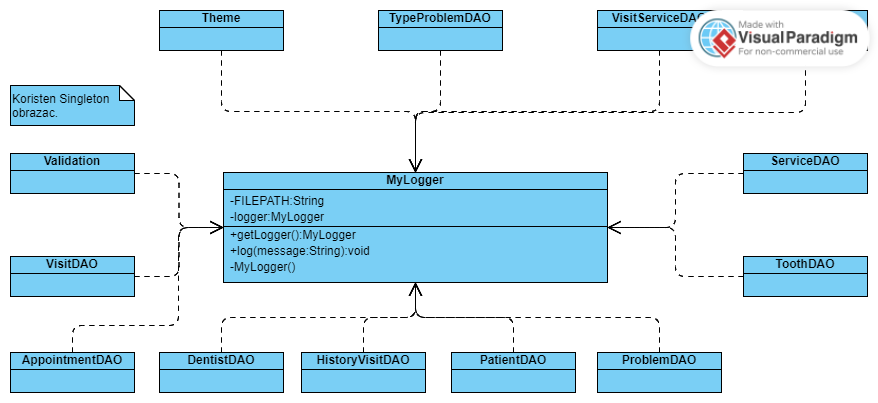 Theme
TypeProblemDAO
VisitServiceDAO
Made with
Visual Paradigm
For non-commercial use
Koristen Singleton
obrazac.
Validation
MyLogger
ServiceDAO
-FILEPATH:String
-logger:MyLogger
+getLogger():MyLogger
+log(message:String):void
-MyLogger()
VisitDAO
ToothDAO
AppointmentDAO
DentistDAO
HistoryVisitDAO
PatientDAO
ProblemDAO